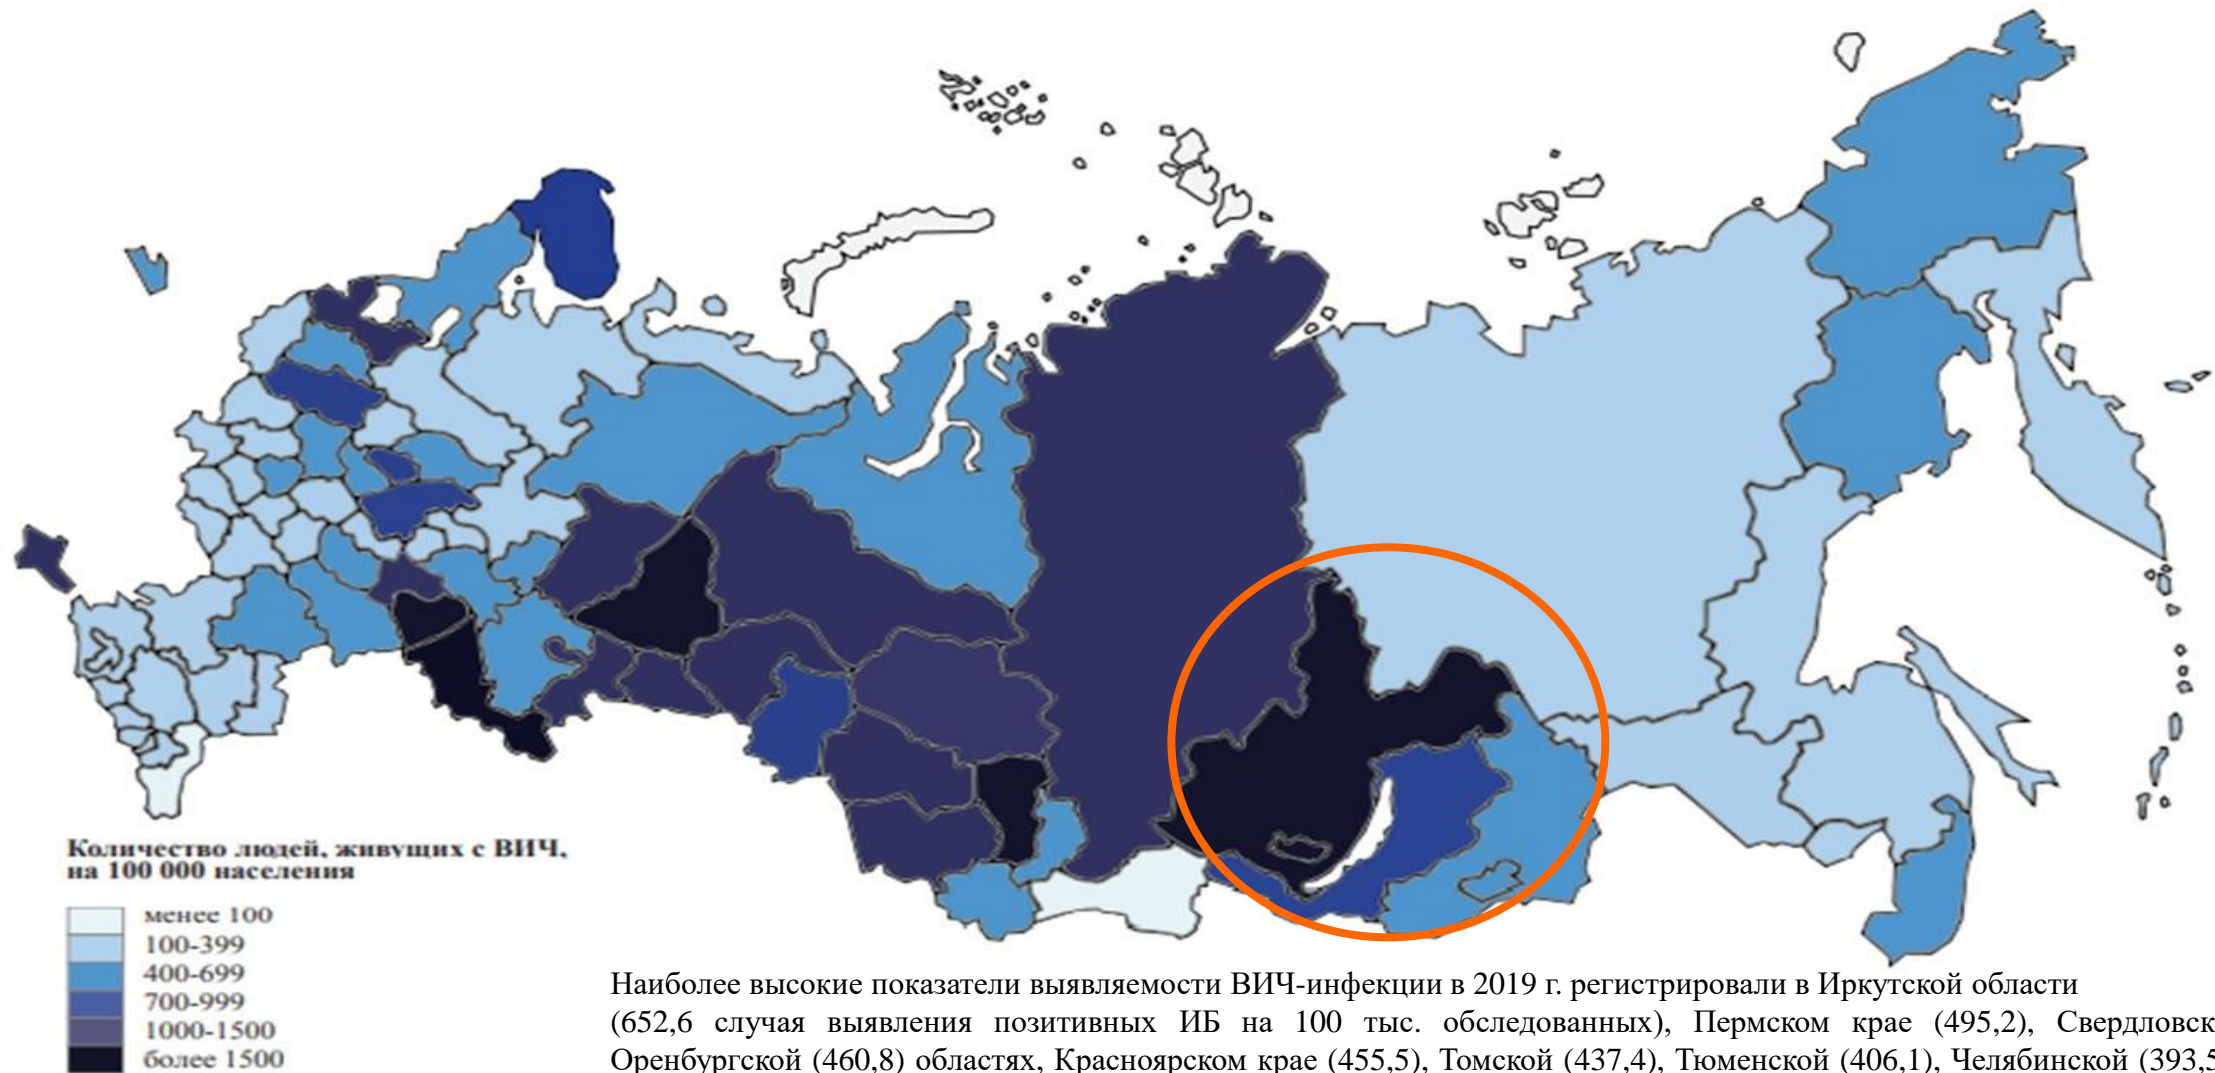 Количество людей, живущих с ВИЧ,
на 100 000 населения
менее 100
100-399
400-699
700-999
1000-1500
более 1500
Наиболее высокие показатели выявляемости ВИЧ-инфекции в 2019 г. регистрировали в Иркутской области
(652,6 случая выявления позитивных ИБ на 100 тыс. обследованных), Пермском крае (495,2), Свердловск
Оренбургской (460,8) областях, Красноярском крае (455,5), Томской (437,4), Тюменской (406,1), Челябинской (393,5